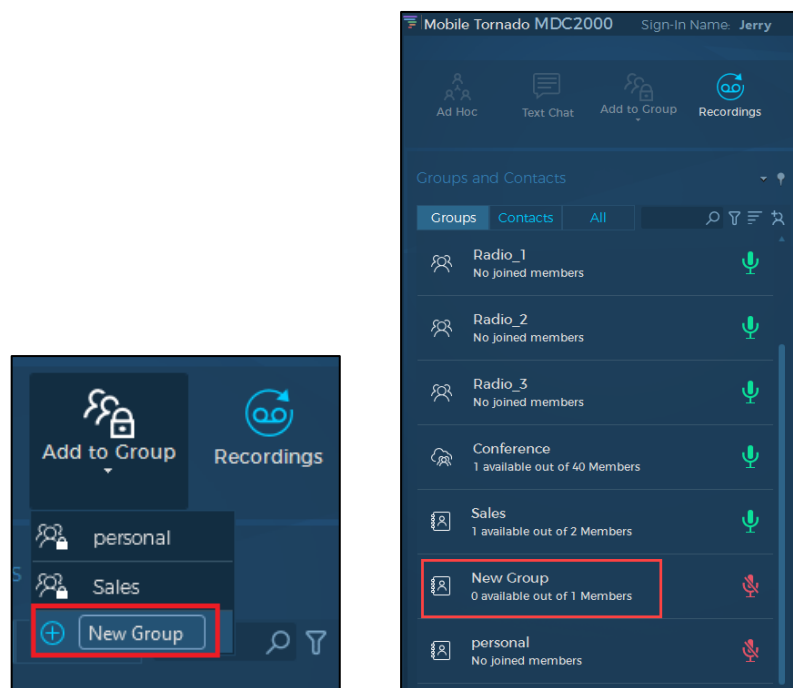 Add to Group
Recordings
personal
S
Sales
New Group
Mobile Tornado MDC2000 Sign-In Name: Jerry
Ad Hoc
Text Chat
Add to Group
Recordings
Groups and Contacts
Groups Contacts All
Radio_1
No joined members
Radio_2
No joined members
Radio_3
No joined members
Conference
1 available out of 40 Members
Sales
1 available out of 2 Members
New Group
0 available out of 1 Members
personal
No joined members